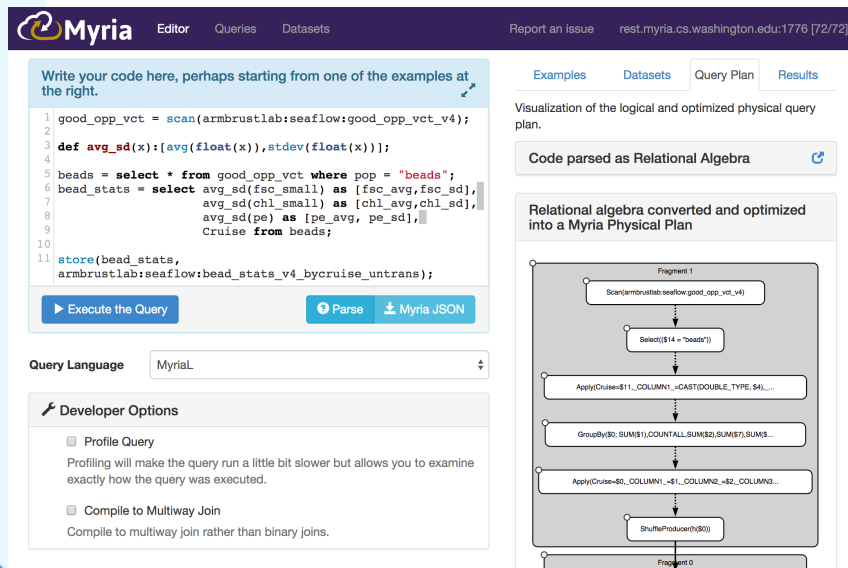 Myria
Editor Queries Datasets
Report an issue rest.myria.cs.washington.edu:1776 [72/72]
Write your code here, perhaps starting from one of the examples at
the right.
1 good_opp_vct = scan(armbrustlab:seaflow:good_opp_vct_v4);
2
3 def avg_sd(x):[avg(float(x)),stdev(float(x))];
4
5 beads = select * from good_opp_vct where pop = "beads";
6 bead_stats = select avg_sd(fsc_small) as [fsc_avg,fsc_sd],
7 avg_sd(chl_small) as [chl_avg,chl_sd],
8 avg_sd(pe) as [pe_avg, pe_sd],
9 Cruise from beads;
10
11 store(bead_stats,
armbrustlab:seaflow:bead_stats_v4_bycruise_untrans);
Execute the Query
Parse
Myria JSON
Query Language
MyriaL
Developer Options
Profile Query
Profiling will make the query run a little bit slower but allows you to examine
exactly how the query was executed.
Compile to Multiway Join
Compile to multiway join rather than binary joins.
Examples Datasets Query Plan Results
Visualization of the logical and optimized physical query
plan.
Code parsed as Relational Algebra
Relational algebra converted and optimized
into a Myria Physical Plan
Fragment 1
Scan(armbrustlab:seaflow:good_opp_vct_v4)
Select(($14 = "beads"))
Apply(Cruise=$11,_COLUMN1_=CAST(DOUBLE_TYPE, $4),_...
GroupBy($0; SUM($1),COUNTALL,SUM($2),SUM($7),SUM($...
Apply(Cruise=$0,_COLUMN1_=$1,_COLUMN2_=$2,_COLUMN3...
ShuffleProducer(h($0))
Fragment 0